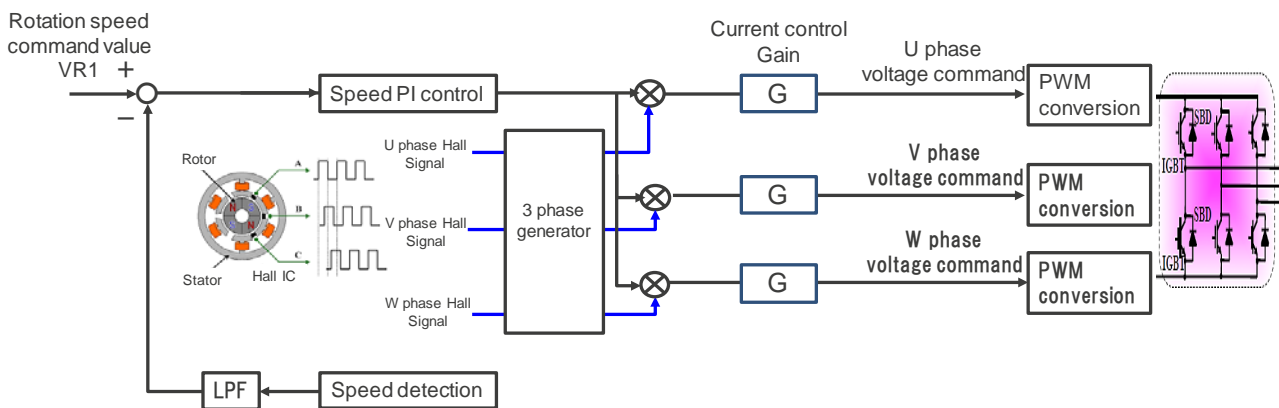 Rotation speed
command value
VR1
+
−
Speed PI control
Current control
Gain
G
U phase
voltage command
PWM
conversion
SBD
IGBT
SBD
IGBT
U phase Hall
Signal
V phase Hall
Signal
W phase Hall
Signal
3 phase
generator
G
V phase
voltage command
PWM
conversion
G
W phase
voltage command
PWM
conversion
Rotor
Stator
Hall IC
A
B
C
N
N
LPF
Speed detection